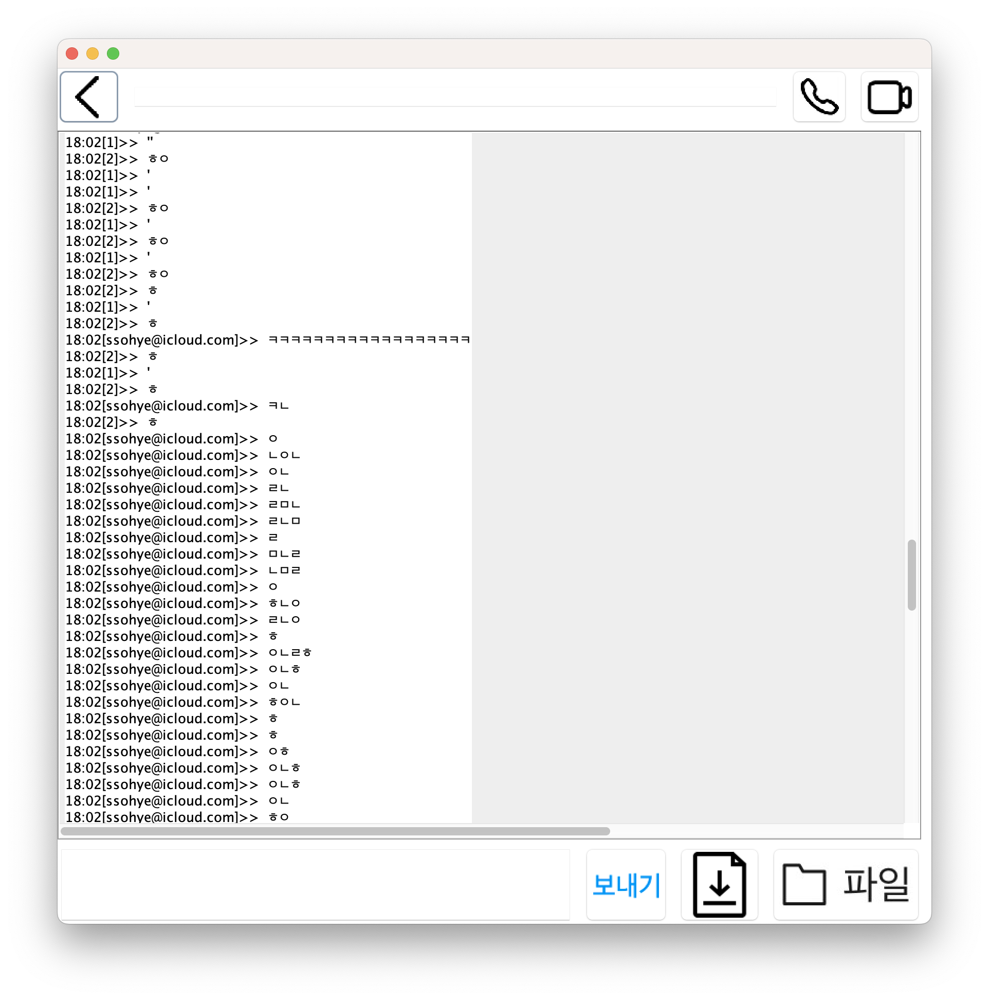 18:02[1]>> "
18:02[2]>> ㅎㅇ
18:02[1]>> '
18:02[1]>> '
18:02[2]>> ㅎㅇ
18:02[1]>> '
18:02[2]>> ㅎㅇ
18:02[1]>> '
18:02[2]>> ㅎㅇ
18:02[2]>> ㅎ
18:02[1]>> '
18:02[2]>> ㅎ
18:02[ssohye@icloud.com]>> ㅋㅋㅋㅋㅋㅋㅋㅋㅋㅋㅋㅋㅋㅋㅋㅋㅋㅋ
18:02[2]>> ㅎ
18:02[1]>> '
18:02[2]>> ㅎ
18:02[ssohye@icloud.com]>> ㅋㄴ
18:02[2]>> ㅎ
18:02[ssohye@icloud.com]>> ㅇ
18:02[ssohye@icloud.com]>> ㄴㅇㄴ
18:02[ssohye@icloud.com]>> ㅇㄴ
18:02[ssohye@icloud.com]>> ㄹㄴ
18:02[ssohye@icloud.com]>> ㄹㅁㄴ
18:02[ssohye@icloud.com]>> ㄹㄴㅁ
18:02[ssohye@icloud.com]>> ㄹ
18:02[ssohye@icloud.com]>> ㅁㄴㄹ
18:02[ssohye@icloud.com]>> ㄴㅁㄹ
18:02[ssohye@icloud.com]>> ㅇ
18:02[ssohye@icloud.com]>> ㅎㄴㅇ
18:02[ssohye@icloud.com]>> ㄹㄴㅇ
18:02[ssohye@icloud.com]>> ㅎ
18:02[ssohye@icloud.com]>> ㅇㄴㄹㅎ
18:02[ssohye@icloud.com]>> ㅇㄴㅎ
18:02[ssohye@icloud.com]>> ㅇㄴ
18:02[ssohye@icloud.com]>> ㅎㅇㄴ
18:02[ssohye@icloud.com]>> ㅎ
18:02[ssohye@icloud.com]>> ㅎ
18:02[ssohye@icloud.com]>> ㅇㅎ
18:02[ssohye@icloud.com]>> ㅇㄴㅎ
18:02[ssohye@icloud.com]>> ㅇㄴㅎ
18:02[ssohye@icloud.com]>> ㅇㄴ
18:02[ssohye@icloud.com]>> ㅎㅇ
보내기
파일